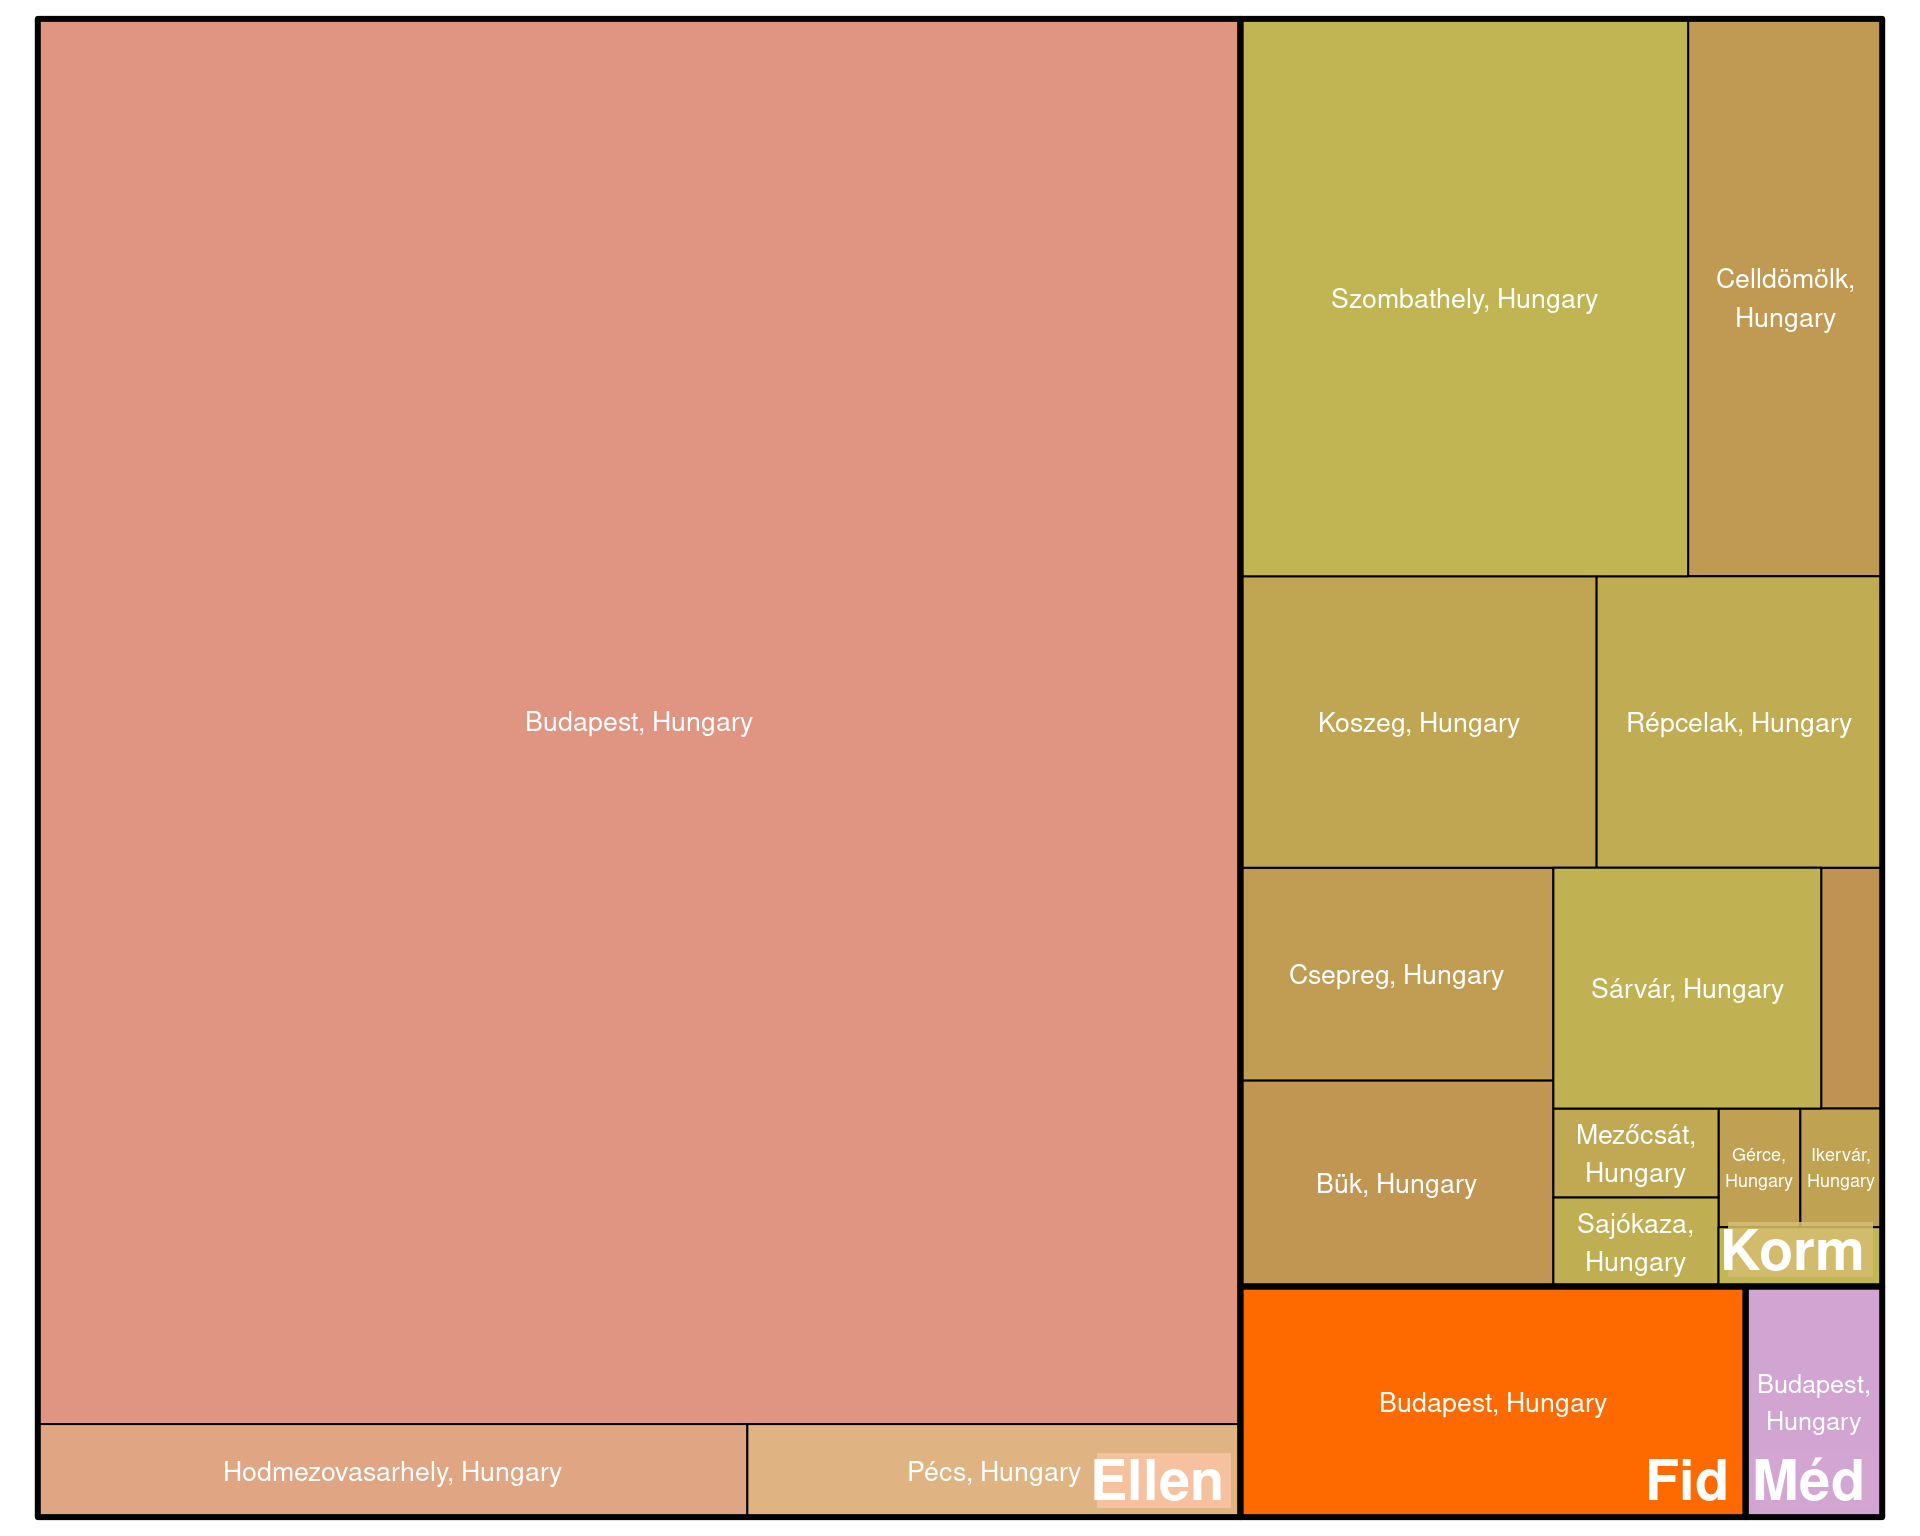 Budapest, Hungary
Hodmezovasarhely, Hungary
Pécs, Hungary
Ellen
Szombathely, Hungary
Celldömölk,
Hungary
Koszeg, Hungary
Répcelak, Hungary
Csepreg, Hungary
Sárvár, Hungary
Bük, Hungary
Mezőcsát,
Hungary
Gérce,
Hungary
Ikervár,
Hungary
Sajókaza,
Hungary
Korm
Budapest, Hungary
Fid
Budapest,
Hungary
Méd